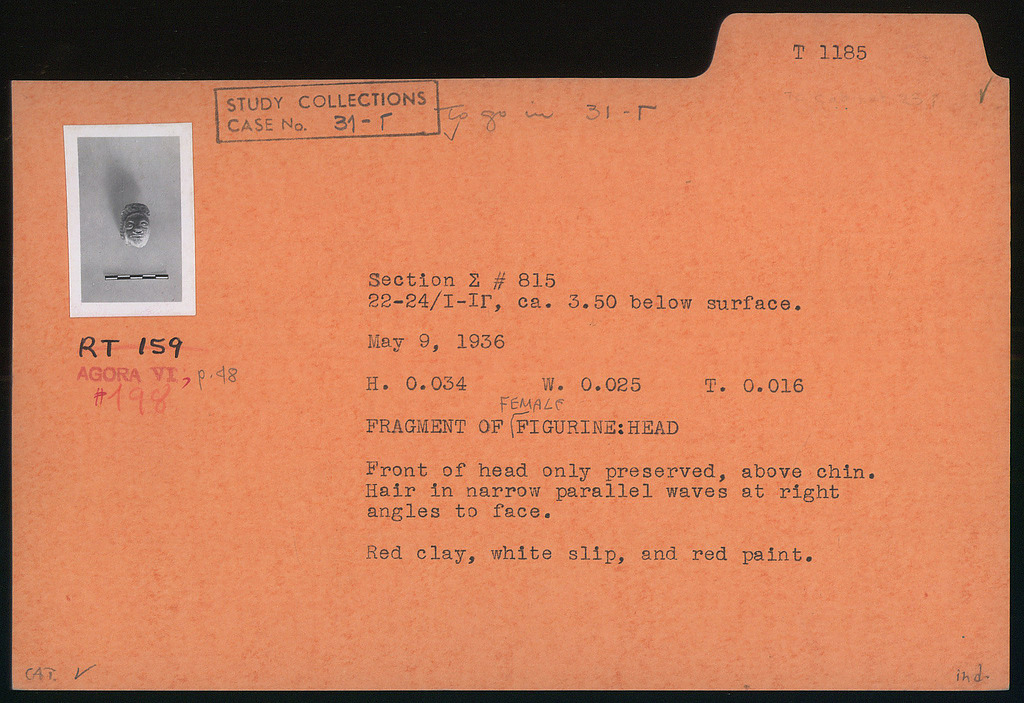 T 1185
STUDY COLLECTIONS
CASE No. 31-Γ
to go in 31-Γ
RT 159
AGORA VI, p. 48
#198
Section Σ # 815
22-24/I-IΓ, ca. 3.50 below surface.
May 9, 1936
H. 0.034 W. 0.025 T. 0.016
FEMALE
FRAGMENT OF FIGURINE:HEAD
Front of head only preserved, above chin.
Hair in narrow parallel waves at right
angles to face.
Red clay, white slip, and red paint.
CAT. ✓
ind.